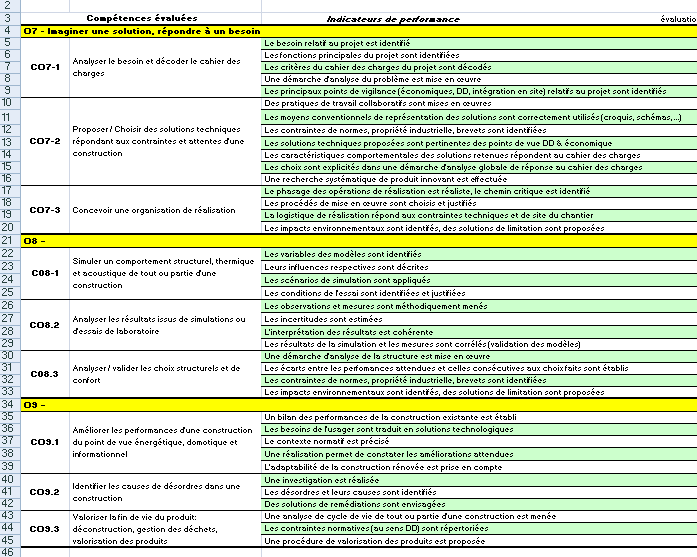 2
3 Compétences évaluées Indicateurs de performance évaluatio
4 O7 - Imaginer une solution, répondre à un besoin
5 Le besoin relatif au projet est identifié
6 Les fonctions principales du projet sont identifiées
7 CO7-1 Analyser le besoin et décoder le cahier des charges Les critères du cahier des charges du projet sont décodés
8 Une démarche d'analyse du problème est mise en œuvre
9 Les principaux points de vigilance (économiques, DD, intégration en site) relatifs au projet sont identifiés
10 Des pratiques de travail collaboratifs sont mises en œuvres
11 Les moyens conventionels de représentation des solutions sont correctement utilisés (croquis, schémas,...)
12 Les contraintes de normes, propriété industrielle, brevets sont identifiées
13 CO7-2 Proposer / Choisir des solutions techniques répondant aux contraintes et attentes d'une construction Les solutions techniques proposées sont pertinentes des points de vue DD & économique
14 Les caractéristiques comportementales des solutions retenues répondent au cahier des charges
15 Les choix sont explicités dans une démarche d'analyse globale de réponse au cahier des charges
16 Une recherche systématique de produit innovant est effectuée
17 Le phasage des opérations de réalisation est réaliste, le chemin critique est identifié
18 CO7-3 Concevoir une organisation de réalisation Les procédés de mise en œuvre sont choisis et justifiés
19 La logistique de réalisation répond aux contraintes techniques et de site du chantier
20 Les impacts environnementaux sont identifés, des solutions de limitation sont proposées
21 O8 -
22 Les variables des modèles sont identifiés
23 C08-1 Simuler un comportement structurel, thermique et acoustique de tout ou partie d'une construction Leurs influences respectives sont décrites
24 Les scénarios de simulation sont appliqués
25 Les conditions de l'essai sont identifiées et justifiées
26 Les observations et mesures sont méthodiquement menés
27 CO8.2 Analyser les résultats issus de simulations ou d'essais de laboratoire Les incertitudes sont estimées
28 L'interprétation des résultats est cohérente
29 Les résultats de la simulation et les mesures sont corrélés (validation des modèles)
30 Une démarche d'analyse de la structure est mise en œuvre
31 C08.3 Analyser / valider les choix structurels et de confort Les écarts entre les perfomances attendues et celles consécutives aux choix faits sont établis
32 Les contraintes de normes, propriété industrielle, brevets sont identifiées
33 Les impacts environnementaux sont identifés, des solutions de limitation sont proposées
34 O9 -
35 Un bilan des performances de la construction existante est établi
36 Les besoins de l'usager sont traduit en solutions technologiques
37 CO9.1 Améliorer les performances d'une construction du point de vue énergétique, domotique et informationnel Le contexte normatif est précisé
38 Une réalisation permet de constater les améliorations attendues
39 L'adaptabilité de la construction rénovée est prise en compte
40 Une investigation est réalisée
41 CO9.2 Identifier les causes de désordres dans une construction Les désordres et leurs causes sont identifiés
42 Des solutions de remédiations sont envisagées
43 Une analyse de cycle de vie de tout ou partie d'une construction est menée
44 CO9.3 Valoriser la fin de vie du produit: déconstruction, gestion des déchets, valorisation des produits Les contraintes normatives (au sens DD) sont répertoriées
45 Une procédure de valorisation des produits est proposée
46